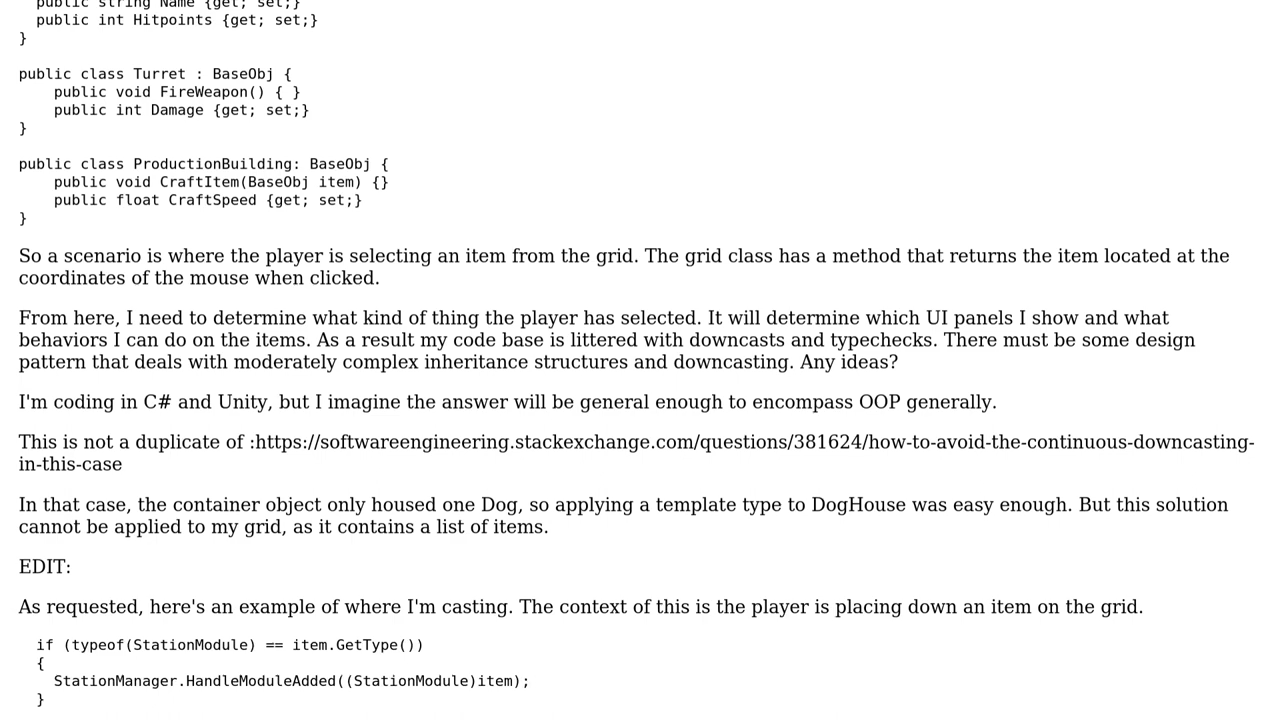 public string Name {get; set;}
public int Hitpoints {get; set;}
}
public class Turret : BaseObj {
public void FireWeapon() { }
public int Damage {get; set;}
}
public class ProductionBuilding: BaseObj {
public void CraftItem(BaseObj item) {}
public float CraftSpeed {get; set;}
}
So a scenario is where the player is selecting an item from the grid. The grid class has a method that returns the item located at the
coordinates of the mouse when clicked.
From here, I need to determine what kind of thing the player has selected. It will determine which UI panels I show and what
behaviors I can do on the items. As a result my code base is littered with downcasts and typechecks. There must be some design
pattern that deals with moderately complex inheritance structures and downcasting. Any ideas?
I'm coding in C# and Unity, but I imagine the answer will be general enough to encompass OOP generally.
This is not a duplicate of :https://softwareengineering.stackexchange.com/questions/381624/how-to-avoid-the-continuous-downcasting-
in-this-case
In that case, the container object only housed one Dog, so applying a template type to DogHouse was easy enough. But this solution
cannot be applied to my grid, as it contains a list of items.
EDIT:
As requested, here's an example of where I'm casting. The context of this is the player is placing down an item on the grid.
if (typeof(StationModule) == item.GetType())
{
StationManager.HandleModuleAdded((StationModule)item);
}